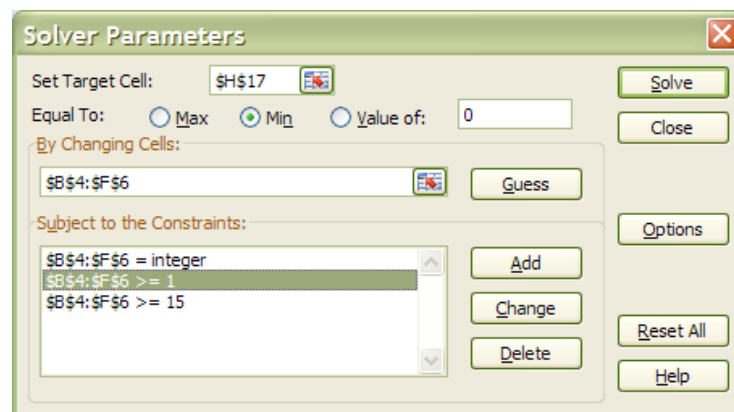 Solver Parameters
Set Target Cell: $H$17
Solve
Equal To: Max Min Value of: 0
Close
By Changing Cells:
$B$4:$F$6
Guess
Subject to the Constraints:
Options
$B$4:$F$6 = integer
Add
$B$4:$F$6 >= 1
$B$4:$F$6 >= 15
Change
Reset All
Delete
Help